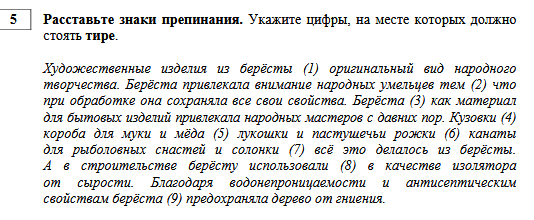 5 Расставьте знаки препинания. Укажите цифры, на месте которых должно
стоять тире.
Художественные изделия из берёсты (1) оригинальный вид народного
творчества. Берёста привлекала внимание народных умельцев тем (2) что
при обработке она сохраняла все свои свойства. Берёста (3) как материал
для бытовых изделий привлекала народных мастеров с давних пор. Кузовки (4)
короба для муки и мёда (5) лукошки и пастушечьи рожки (6) канаты
для рыболовных снастей и солонки (7) всё это делалось из берёсты.
А в строительстве берёсту использовали (8) в качестве изолятора
от сырости. Благодаря водонепроницаемости и антисептическим
свойствам берёста (9) предохраняла дерево от гниения.